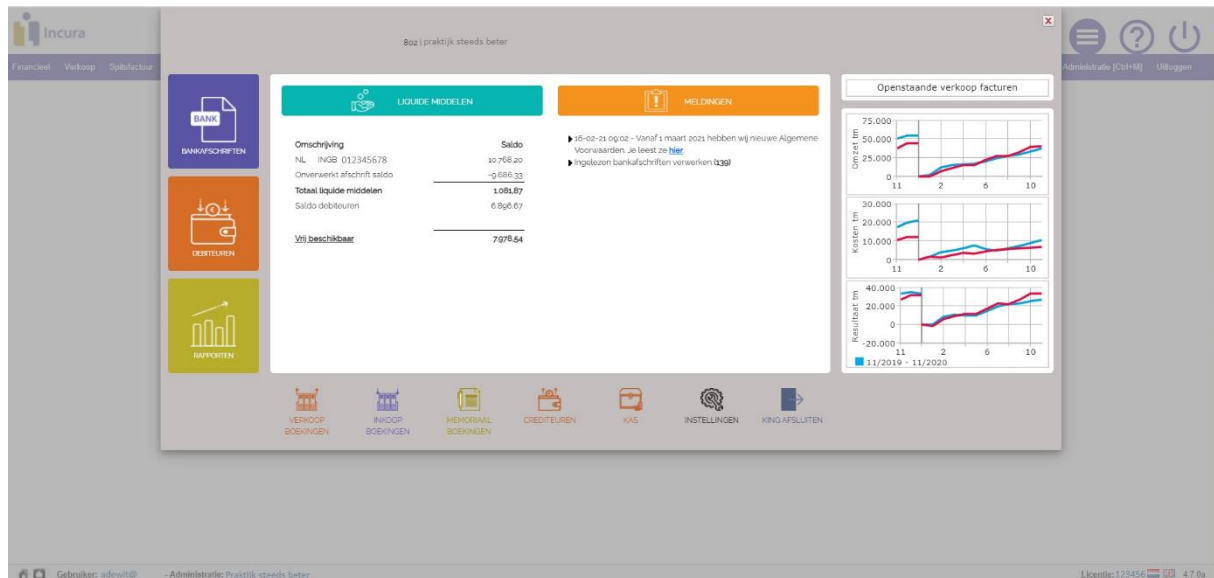 Incura
802 | praktijk steeds beter
Financieel Verkoop Spitsfactuur
Administratie [Ctrl+M] Uitloggen
BANK
BANKAFSCHRIFTEN
DEBITEUREN
RAPPORTEN
LIQUIDE MIDDELEN
Omschrijving Saldo
NL INGB 012345678 10.768,20
Onverwerkt afschrift saldo -9.686,33
Totaal liquide middelen 1.081,87
Saldo debiteuren 6.896,67
Vrij beschikbaar 7.978,54
MELDINGEN
16-02-21 09:02 - Vanaf 1 maart 2021 hebben wij nieuwe Algemene
Voorwaarden. Je leest ze hier.
Ingelezen bankafschriften verwerken (139)
Openstaande verkoop facturen
Omzet tm
75.000
50.000
25.000
0
11 2 6 10
Kosten tm
30.000
20.000
10.000
0
11 2 6 10
Resultaat tm
40.000
20.000
0
-20.000
11 2 6 10
11/2019 - 11/2020
VERKOOP
BOEKINGEN
INKOOP
BOEKINGEN
MEMORIAAL
BOEKINGEN
CREDITEUREN
KAS
INSTELLINGEN
KING AFSLUITEN
Gebruiker: adewit@ - Administratie: Praktijk steeds beter
Licentie: 123456 4.7.0a